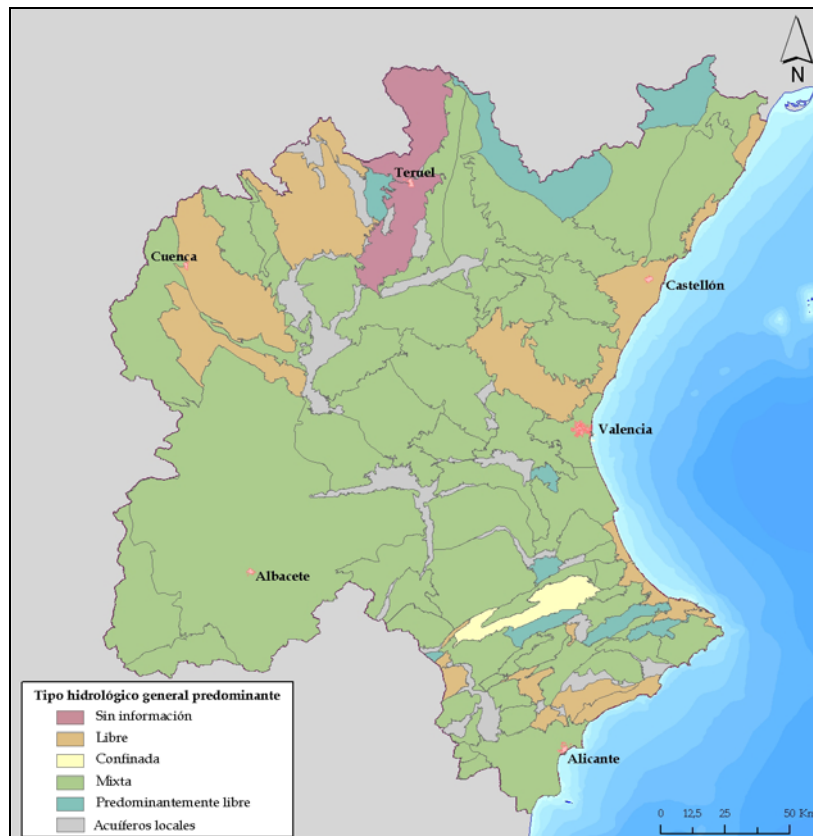 N
Teruel
Cuenca
Castellón
Valencia
Albacete
Alicante
Tipo hidrológico general predominante
Sin información
Libre
Confinada
Mixta
Predominantemente libre
Acuíferos locales
0 12,5 25 50 Km